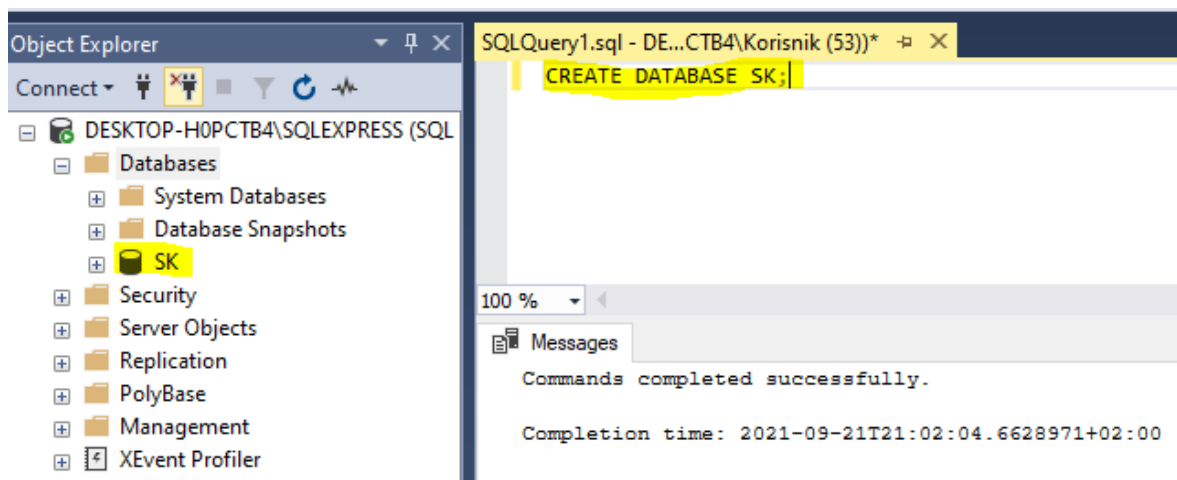 Object Explorer
Connect
DESKTOP-H0PCTB4\SQLEXPRESS (SQL
Databases
System Databases
Database Snapshots
SK
Security
Server Objects
Replication
PolyBase
Management
XEvent Profiler
SQLQuery1.sql - DE...CTB4\Korisnik (53))*
CREATE DATABASE SK;
100 %
Messages
Commands completed successfully.
Completion time: 2021-09-21T21:02:04.6628971+02:00